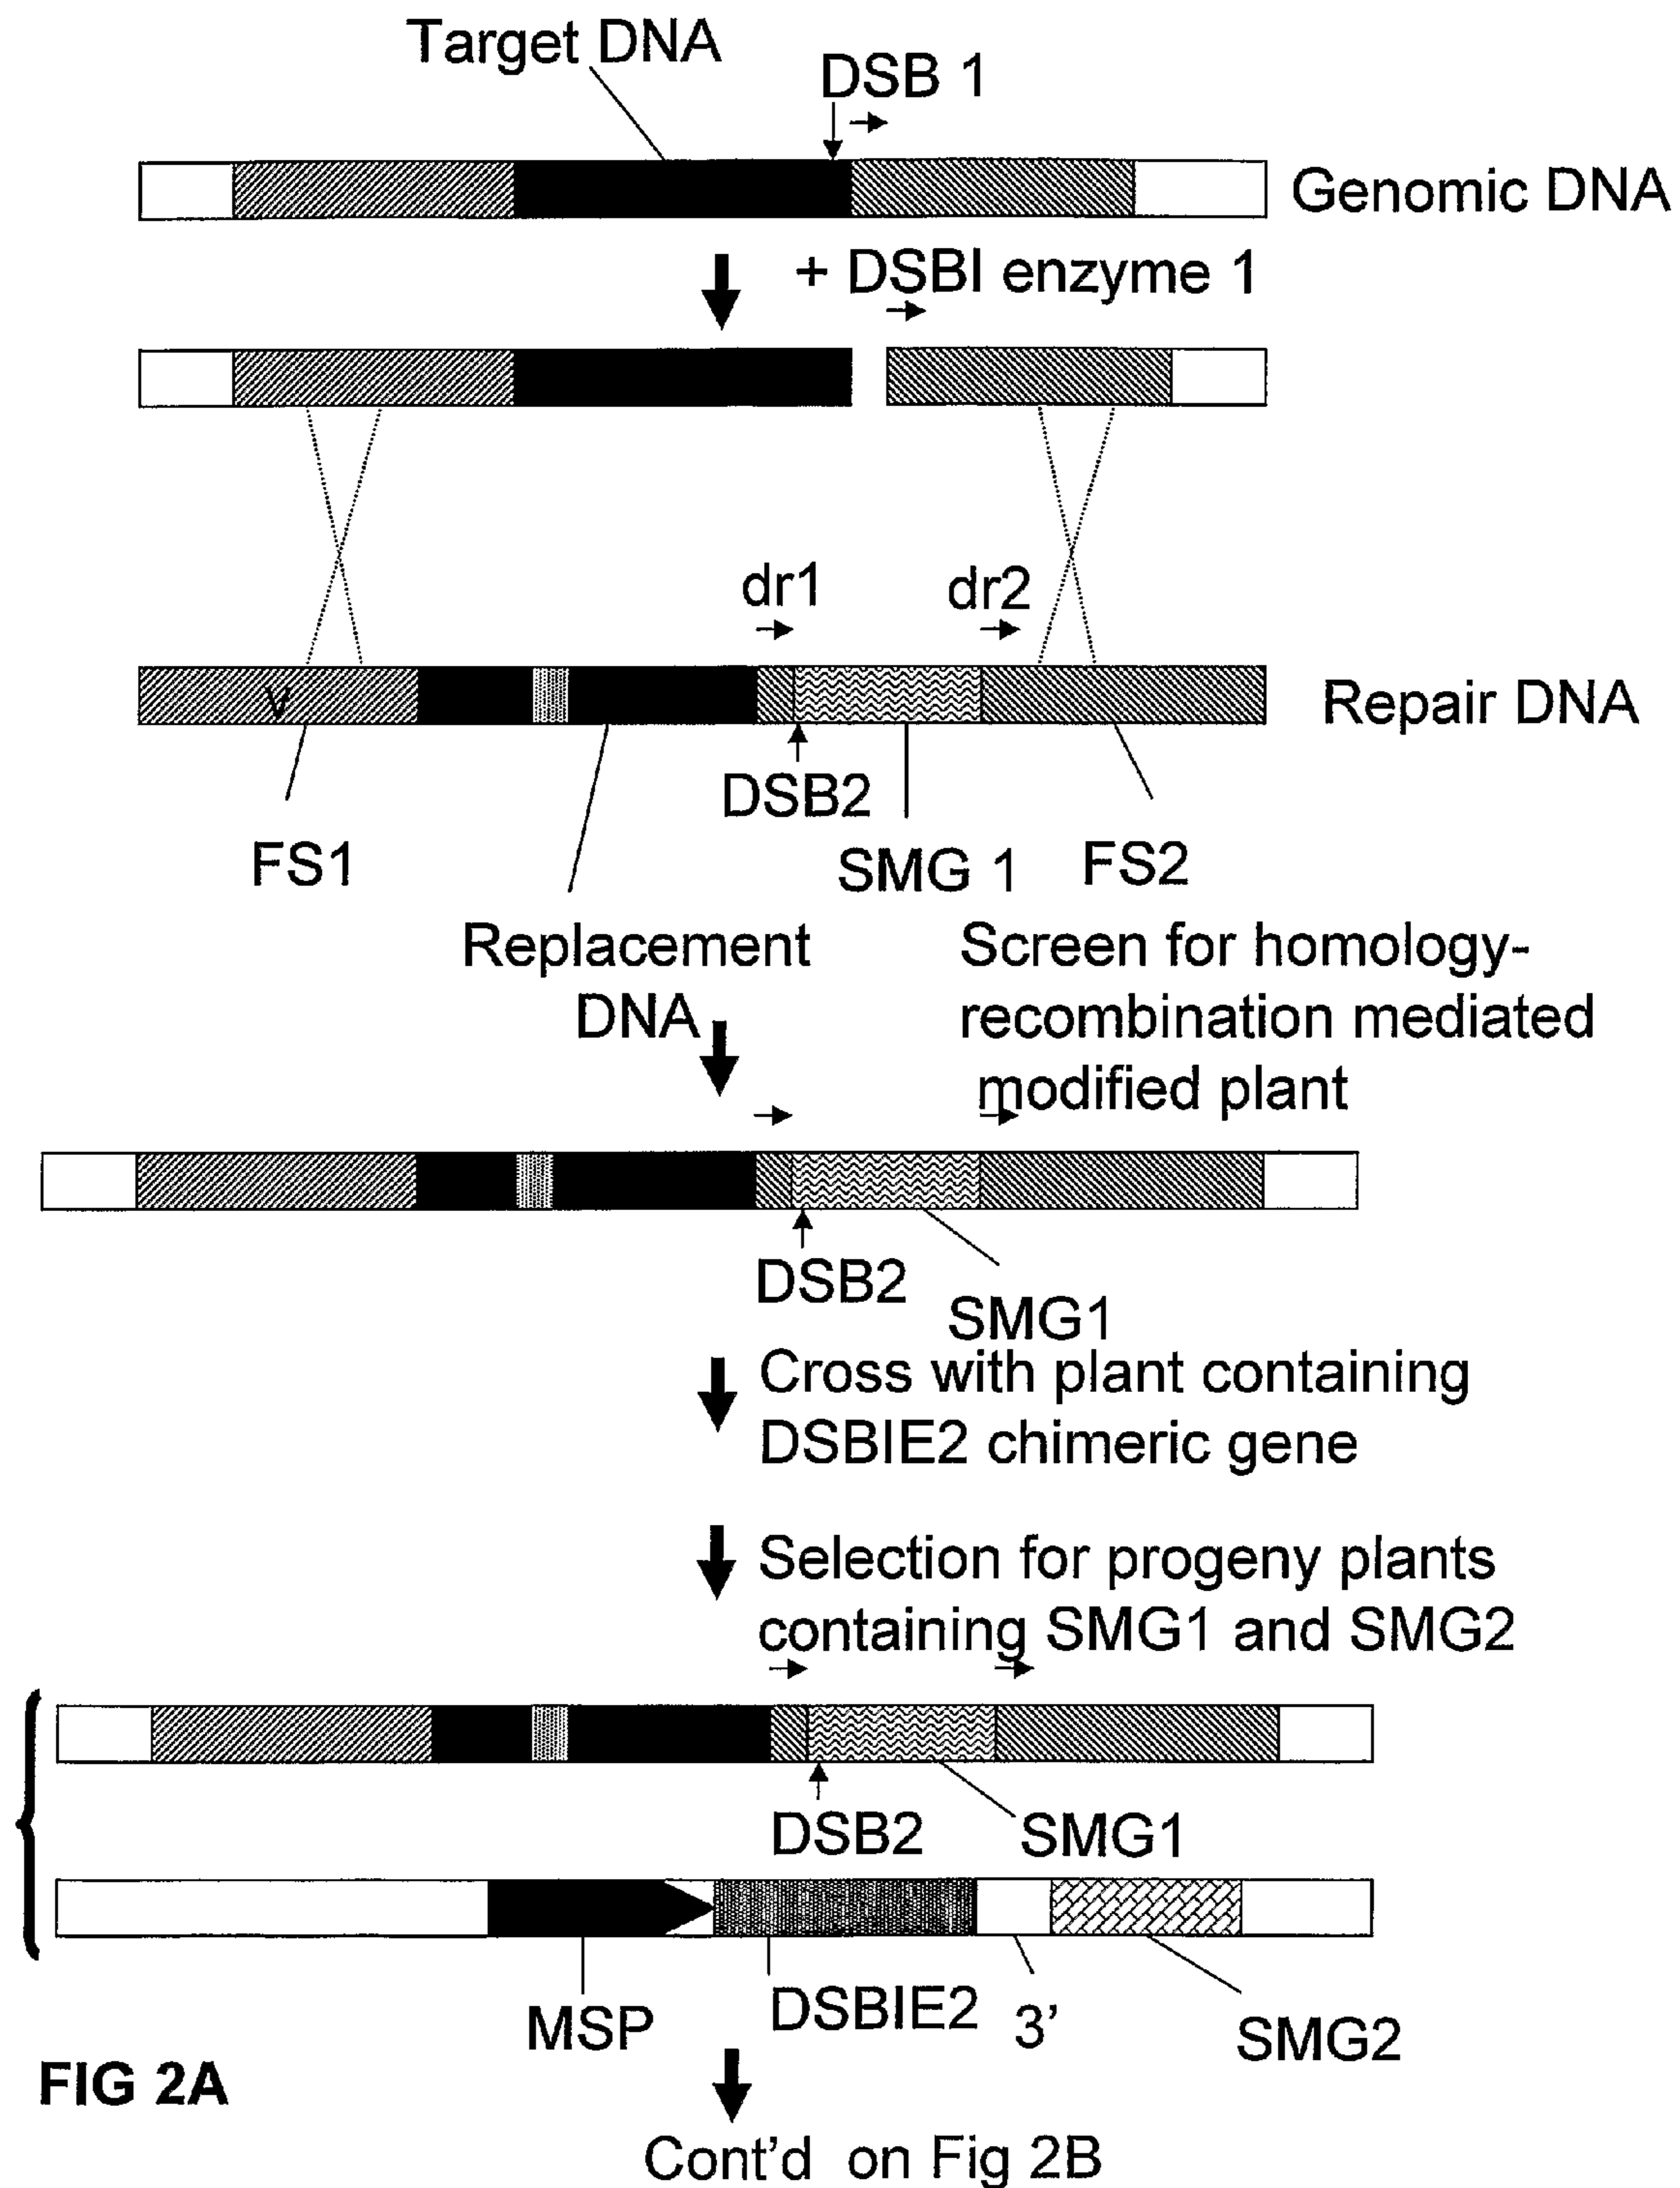 Target DNA
DSB 1
Genomic DNA
+ DSBI enzyme 1
dr1
dr2
V
Repair DNA
DSB2
FS1
SMG 1
FS2
Replacement
DNA
Screen for homology-
recombination mediated
modified plant
DSB2
SMG1
Cross with plant containing
DSBIE2 chimeric gene
Selection for progeny plants
containing SMG1 and SMG2
DSB2
SMG1
MSP
DSBIE2
3’
SMG2
FIG 2A
Cont’d on Fig 2B